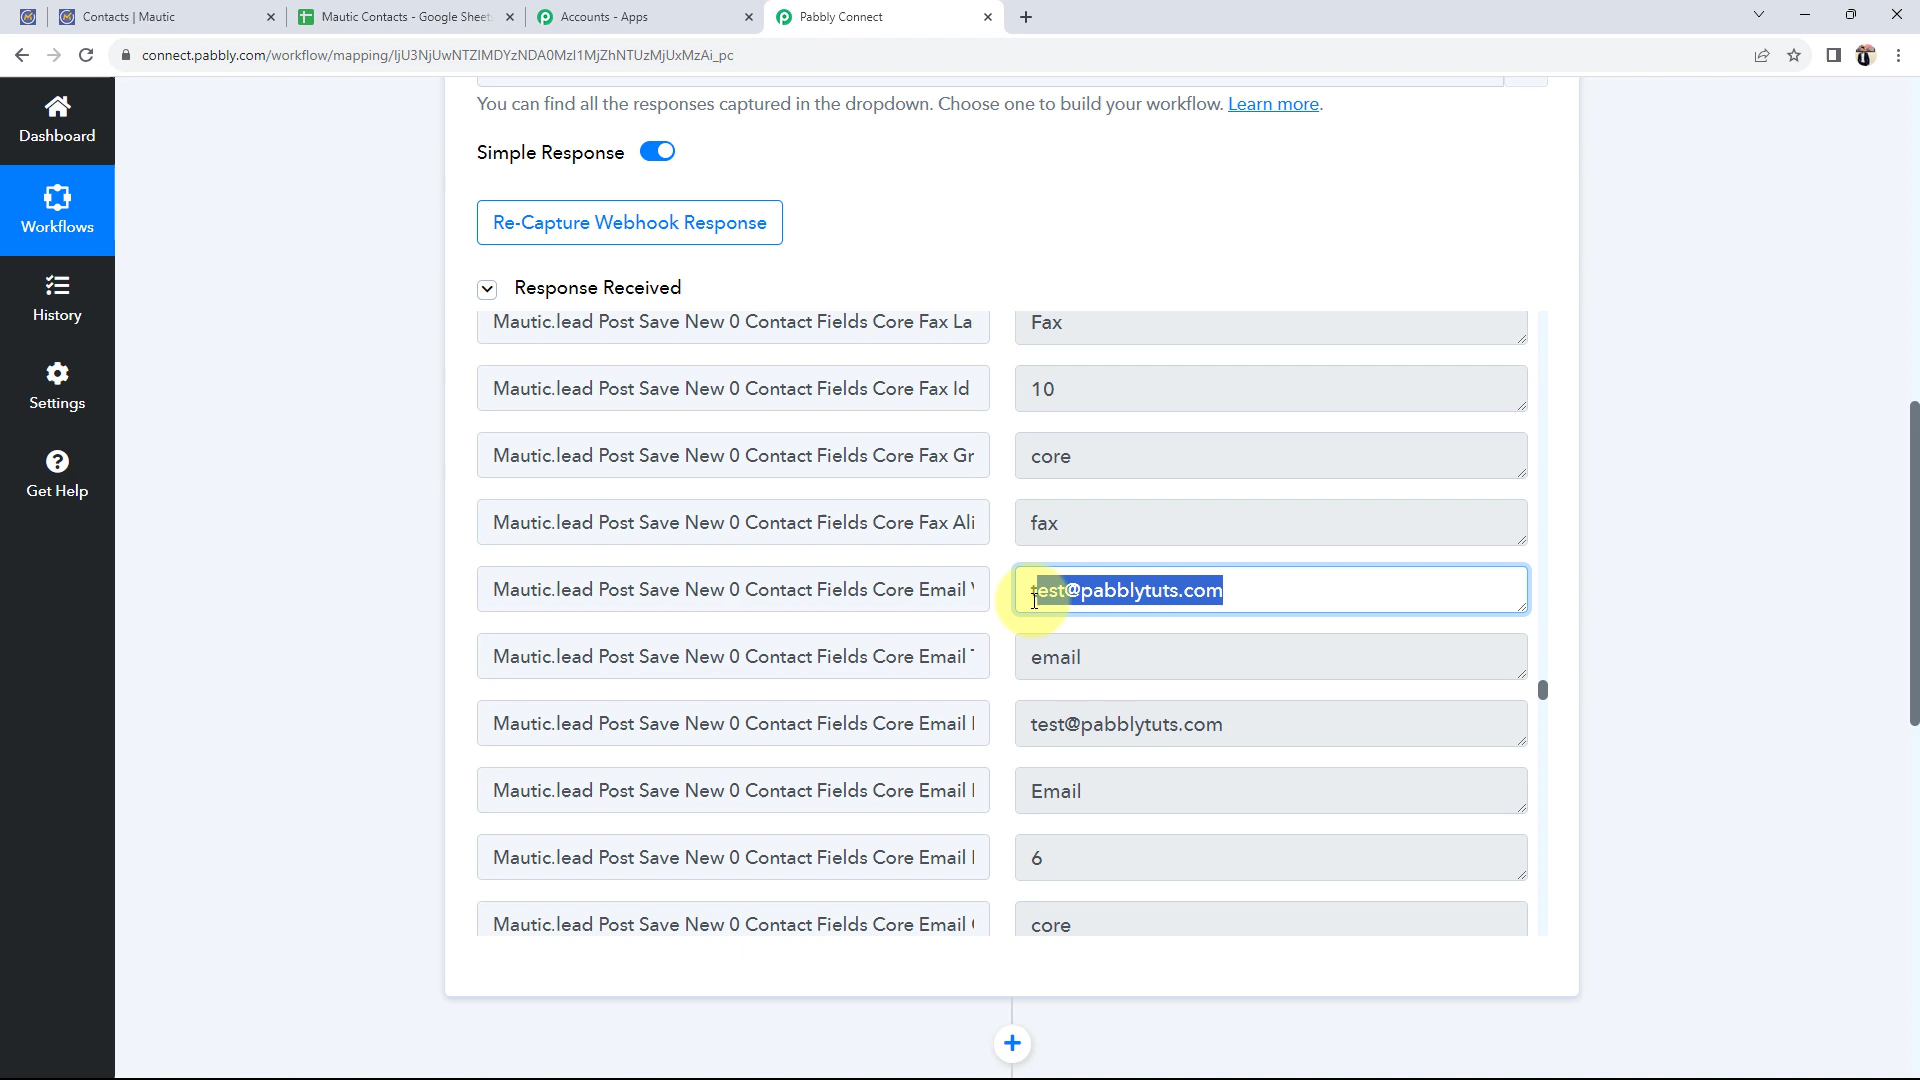 Contacts | Mautic
Mautic Contacts - Google Sheet
Accounts - Apps
Pabbly Connect
connect.pabbly.com/workflow/mapping/IjU3NjUwNTZlMDYzNDA0MzI1MjZhNTUzMjUxMzAi_pc
Dashboard
Workflows
History
Settings
Get Help
You can find all the responses captured in the dropdown. Choose one to build your workflow. Learn more.
Simple Response
Re-Capture Webhook Response
Response Received
Mautic.lead Post Save New 0 Contact Fields Core Fax La
Fax
Mautic.lead Post Save New 0 Contact Fields Core Fax Id
10
Mautic.lead Post Save New 0 Contact Fields Core Fax Gr
core
Mautic.lead Post Save New 0 Contact Fields Core Fax Ali
fax
Mautic.lead Post Save New 0 Contact Fields Core Email
test@pabblytuts.com
Mautic.lead Post Save New 0 Contact Fields Core Email
email
Mautic.lead Post Save New 0 Contact Fields Core Email
test@pabblytuts.com
Mautic.lead Post Save New 0 Contact Fields Core Email
Email
Mautic.lead Post Save New 0 Contact Fields Core Email
6
Mautic.lead Post Save New 0 Contact Fields Core Email
core